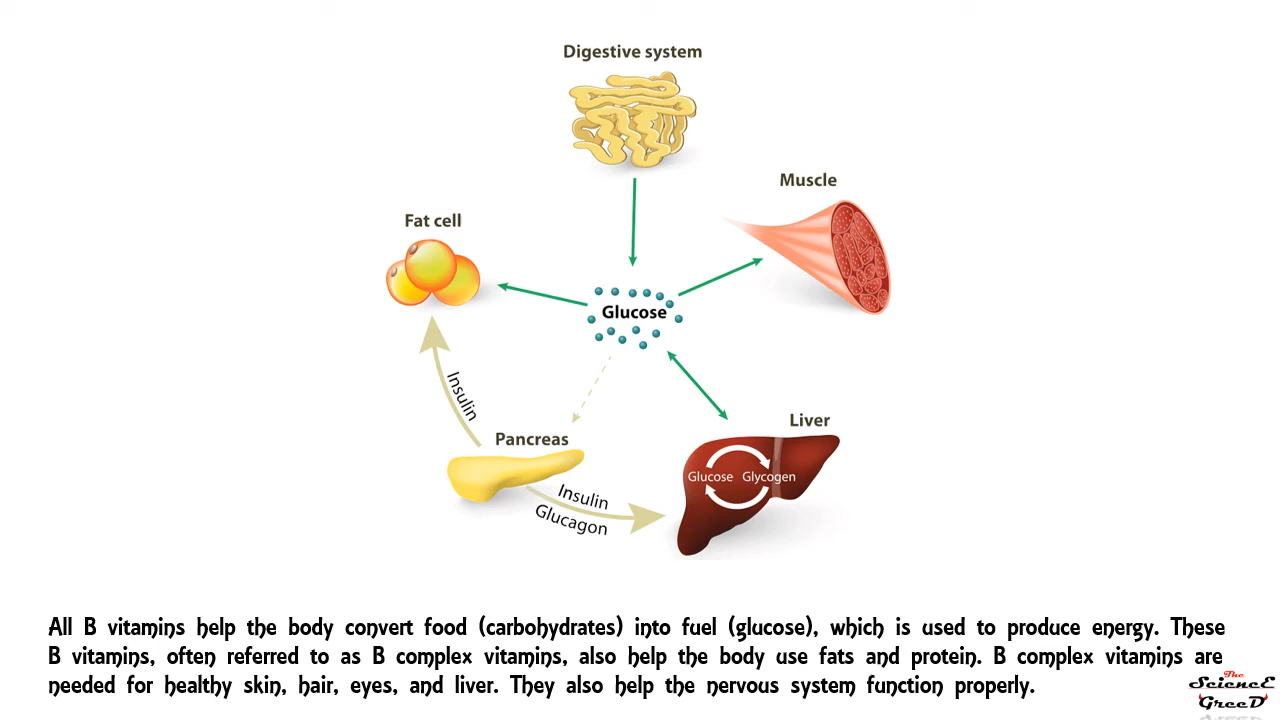 Digestive system
Muscle
Fat cell
Glucose
Insulin
Liver
Pancreas
Glucose Glycogen
Insulin
Glucagon
All B vitamins help the body convert food (carbohydrates) into fuel (glucose), which is used to produce energy. These
B vitamins, often referred to as B complex vitamins, also help the body use fats and protein. B complex vitamins are
needed for healthy skin, hair, eyes, and liver. They also help the nervous system function properly.
The
SciencE
GreeD